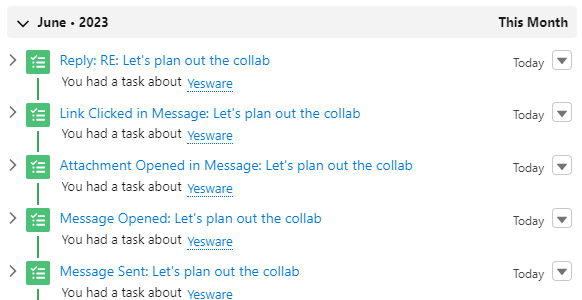 June • 2023 This Month
Reply: RE: Let's plan out the collab Today
You had a task about Yesware
Link Clicked in Message: Let's plan out the collab Today
You had a task about Yesware
Attachment Opened in Message: Let's plan out the collab Today
You had a task about Yesware
Message Opened: Let's plan out the collab Today
You had a task about Yesware
Message Sent: Let's plan out the collab Today
You had a task about Yesware